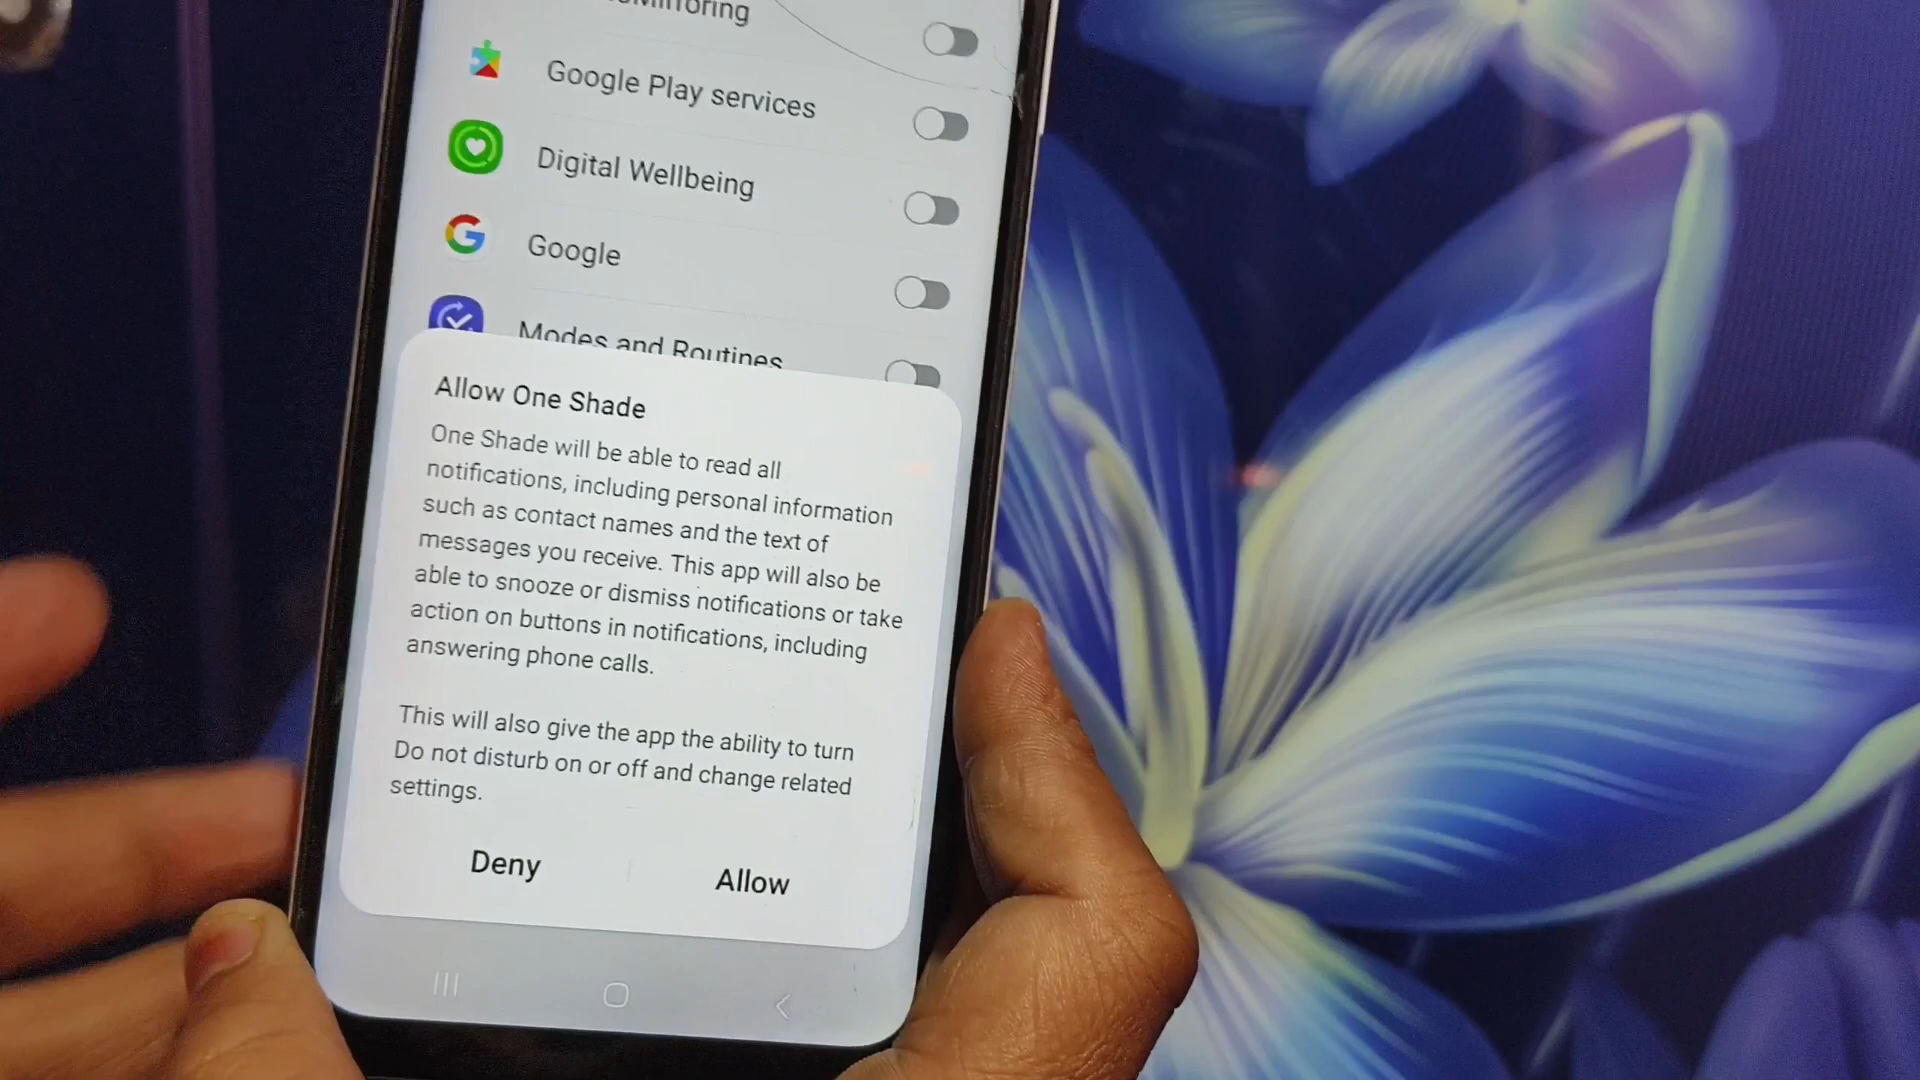 Google Play services
Digital Wellbeing
Google
Modes and Routines
Allow One Shade
One Shade will be able to read all
notifications, including personal information
such as contact names and the text of
messages you receive. This app will also be
able to snooze or dismiss notifications or take
action on buttons in notifications, including
answering phone calls.
This will also give the app the ability to turn
Do not disturb on or off and change related
settings.
Deny
Allow